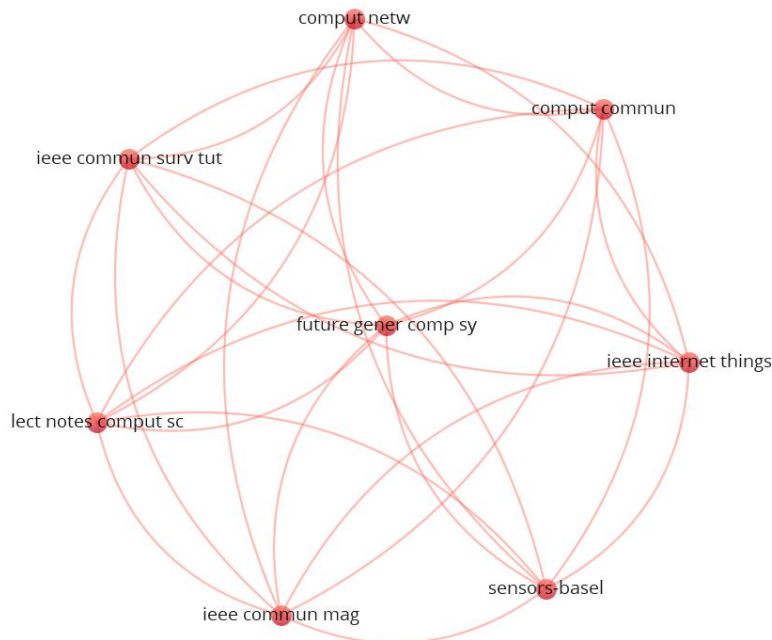 comput netw
comput commun
ieee commun surv tut
future gener comp sy
ieee internet things
lect notes comput sc
sensors-basel
ieee commun mag